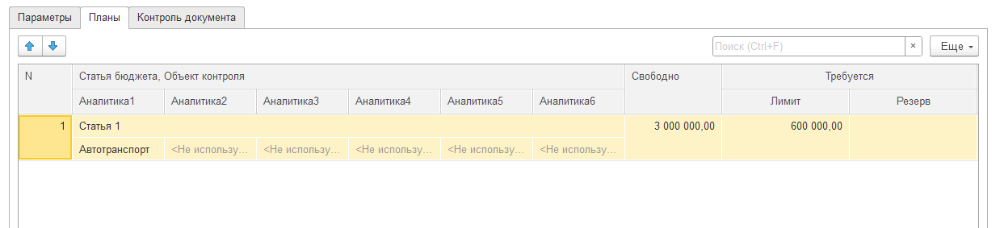 Параметры Планы Контроль документа
Поиск (Ctrl+F) × Еще
N Статья бюджета, Объект контроля Свободно Требуется
Аналитика1 Аналитика2 Аналитика3 Аналитика4 Аналитика5 Аналитика6 Лимит Резерв
1 Статья 1 3 000 000,00 600 000,00
Автотранспорт <Не использу... <Не использу... <Не использу... <Не использу... <Не использу...